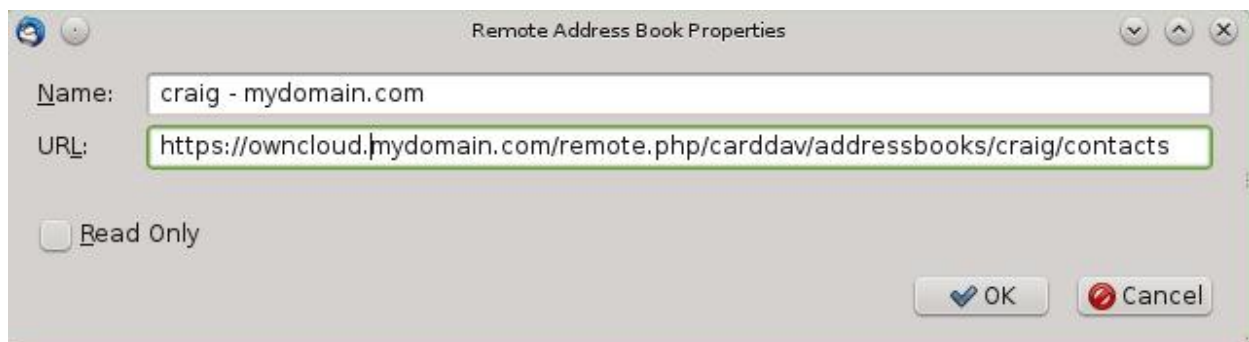 Remote Address Book Properties
Name: craig - mydomain.com
URL: https://owncloud.mydomain.com/remote.php/carddav/addressbooks/craig/contacts
Read Only
OK Cancel